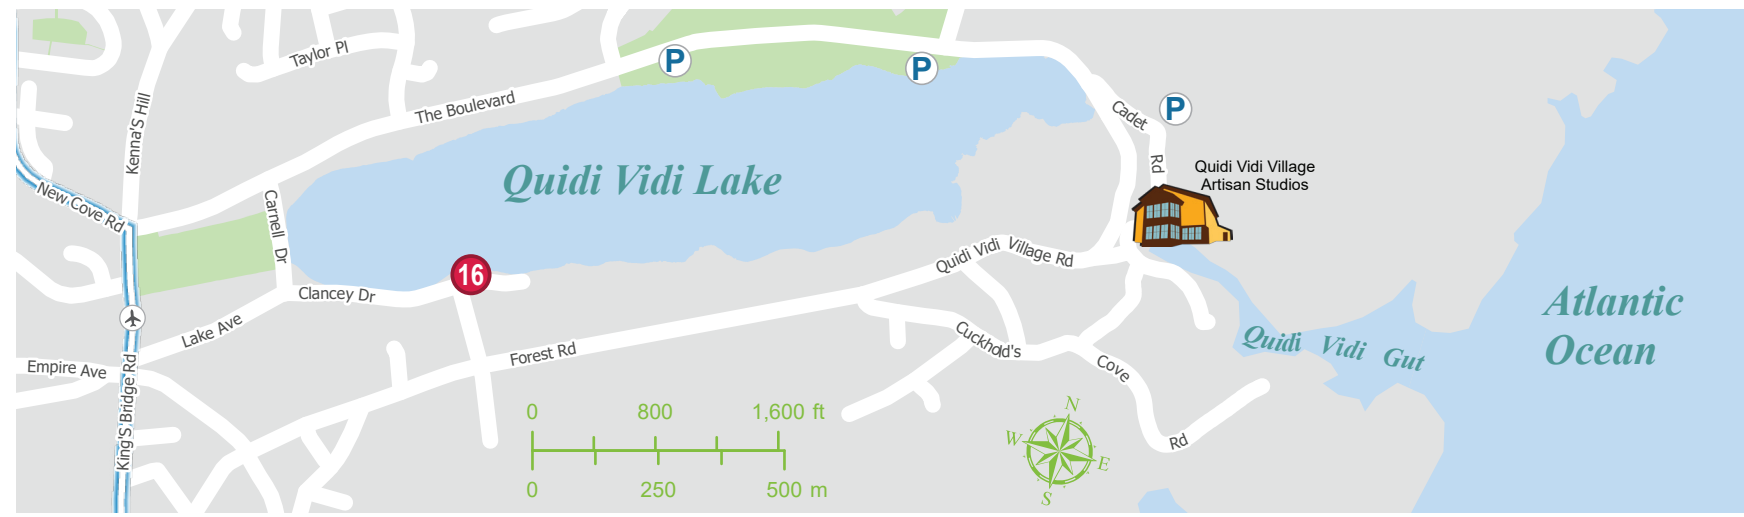 Taylor Pl
P
P
The Boulevard
Cadet
Rd
P
Kenna'S Hill
Quidi Vidi Village
Artisan Studios
Quidi Vidi Lake
New Cove Rd
Carnell Dr
Quidi Vidi Village Rd
16
Clancey Dr
Atlantic
Ocean
Lake Ave
Quidi Vidi Gut
Forest Rd
Cuckhold's
Cove
Rd
Empire Ave
King'S Bridge Rd
0 800 1,600 ft
0 250 500 m
N
W
E
S